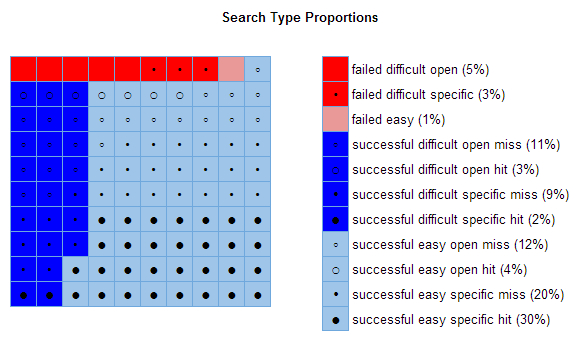 Search Type Proportions
failed difficult open (5%)
failed difficult specific (3%)
failed easy (1%)
successful difficult open miss (11%)
successful difficult open hit (3%)
successful difficult specific miss (9%)
successful difficult specific hit (2%)
successful easy open miss (12%)
successful easy open hit (4%)
successful easy specific miss (20%)
successful easy specific hit (30%)